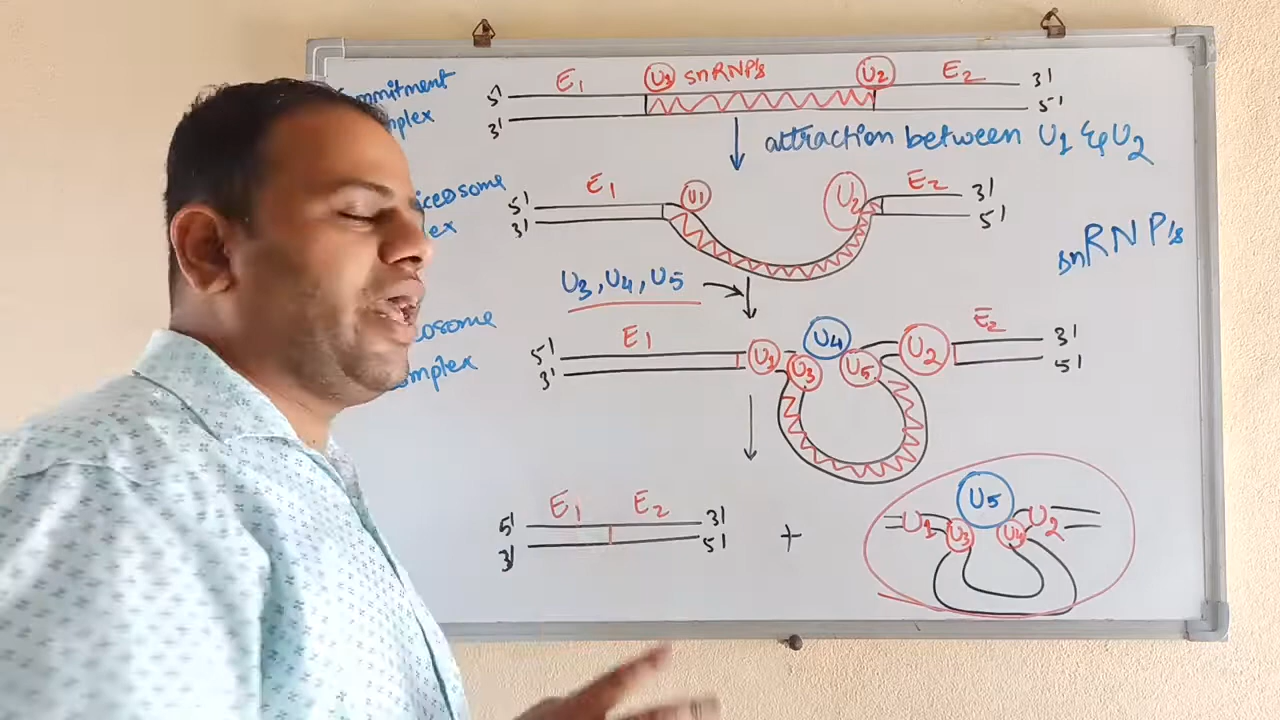 E1 U1 snRNP's U2 E2
5' 3'
3' 5'
attraction between U1 & U2
E1 U1 U2 E2
5' 3'
3' 5'
snRNP's
U3, U4, U5
E1 E2
5' U1 U3 U4 U5 U2 3'
3' 5'
E1 E2
5' 3'
3' 5'
+
U1 U3 U5 U4 U2